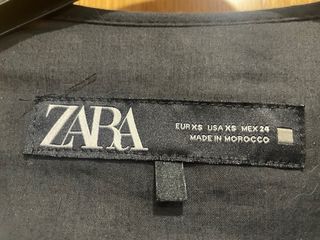 ZARA
EUR XS USA XS MEX 24
MADE IN MOROCCO